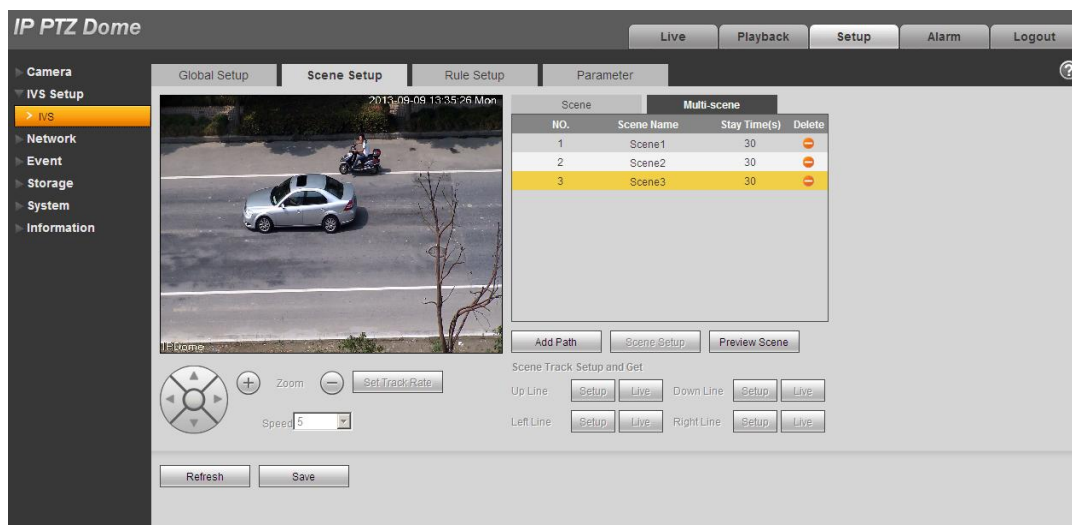 IP PTZ Dome
Live Playback Setup Alarm Logout
Camera
IVS Setup
> IVS
Network
Event
Storage
System
Information
Global Setup Scene Setup Rule Setup Parameter
?
2013-09-09 13:35:26 Mon
IPDome
Zoom Set Track Rate
Speed 5
Scene Multi-scene
NO. Scene Name Stay Time(s) Delete
1 Scene1 30
2 Scene2 30
3 Scene3 30
Add Path Scene Setup Preview Scene
Scene Track Setup and Get
Up Line Setup Live Down Line Setup Live
Left Line Setup Live Right Line Setup Live
Refresh Save